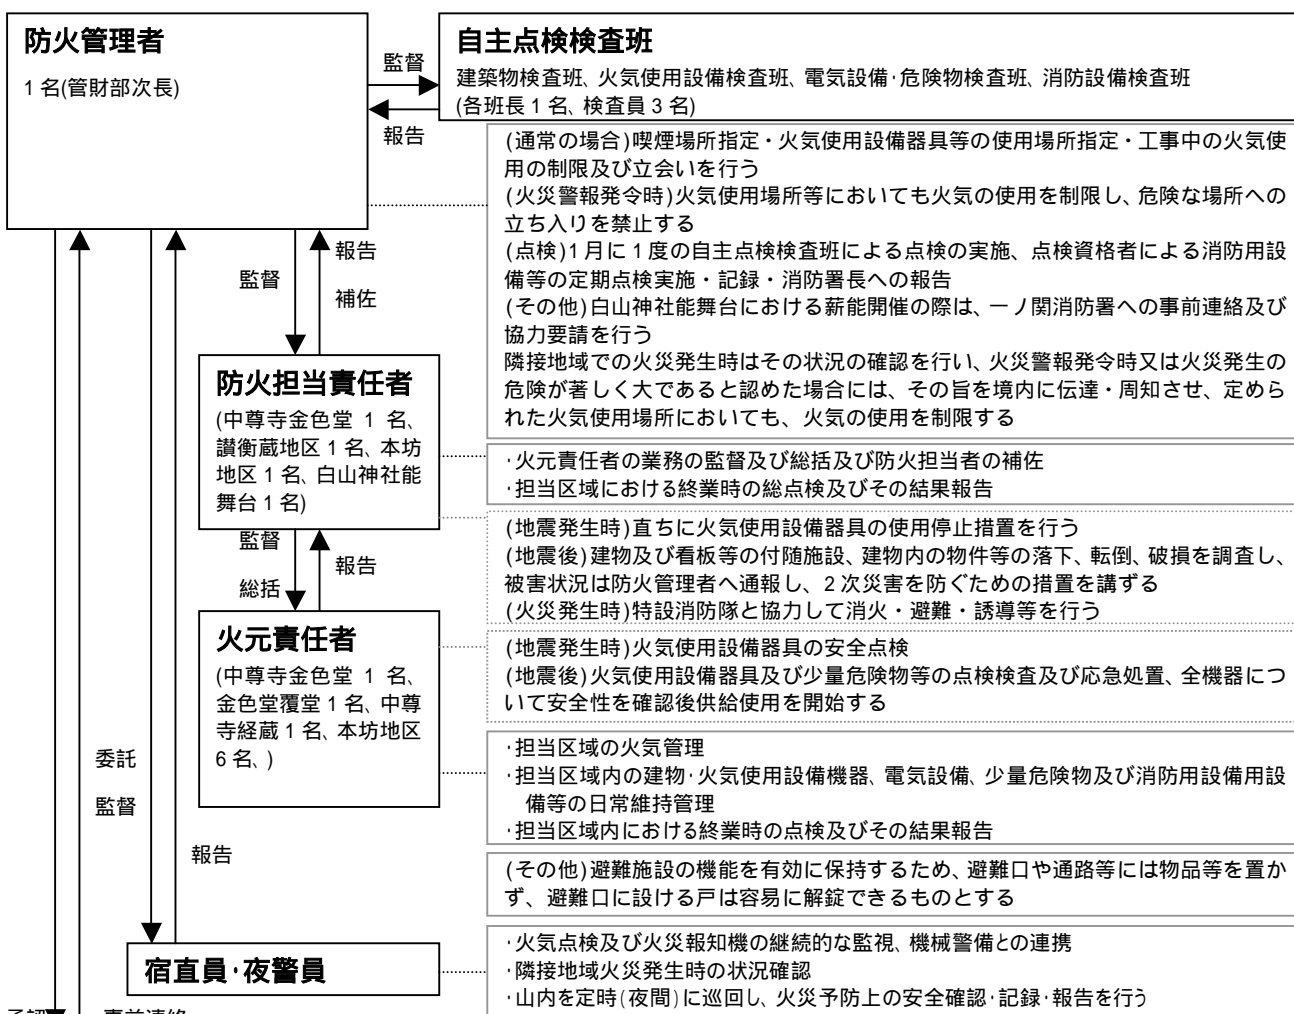 防火管理者
1名(管財部次長)
監督
報告
自主点検検査班
建築物検査班、火気使用設備検査班、電気設備･危険物検査班、消防設備検査班
(各班長1名、検査員3名)
(通常の場合)喫煙場所指定・火気使用設備器具等の使用場所指定・工事中の火気使
用の制限及び立会いを行う
(火災警報発令時)火気使用場所等においても火気の使用を制限し、危険な場所への
立ち入りを禁止する
(点検)1月に1度の自主点検検査班による点検の実施、点検資格者による消防用設
備等の定期点検実施・記録・消防署長への報告
(その他)白山神社能舞台における薪能開催の際は、一ノ関消防署への事前連絡及び
協力要請を行う
隣接地域での火災発生時はその状況の確認を行い、火災警報発令時又は火災発生の
危険が著しく大であると認めた場合には、その旨を境内に伝達・周知させ、定めら
れた火気使用場所においても、火気の使用を制限する
監督
報告
補佐
防火担当責任者
(中尊寺金色堂 1 名、
讃衡蔵地区1名、本坊
地区1名、白山神社能
舞台1名)
･火元責任者の業務の監督及び総括及び防火担当者の補佐
･担当区域における終業時の総点検及びその結果報告
(地震発生時)直ちに火気使用設備器具の使用停止措置を行う
(地震後)建物及び看板等の付随施設、建物内の物件等の落下、転倒、破損を調査し、
被害状況は防火管理者へ通報し、2次災害を防ぐための措置を講ずる
(火災発生時)特設消防隊と協力して消火・避難・誘導等を行う
監督
総括
報告
火元責任者
(中尊寺金色堂 1 名、
金色堂覆堂1名、中尊
寺経蔵1名、本坊地区
6名、)
(地震発生時)火気使用設備器具の安全点検
(地震後)火気使用設備器具及び少量危険物等の点検検査及び応急処置、全機器につ
いて安全性を確認後供給使用を開始する
･担当区域の火気管理
･担当区域内の建物･火気使用設備機器、電気設備、少量危険物及び消防用設備用設
備等の日常維持管理
･担当区域内における終業時の点検及びその結果報告
(その他)避難施設の機能を有効に保持するため、避難口や通路等には物品等を置か
ず、避難口に設ける戸は容易に解錠できるものとする
委託
監督
報告
宿直員･夜警員
･火気点検及び火災報知機の継続的な監視、機械警備との連携
･隣接地域火災発生時の状況確認
･山内を定時(夜間)に巡回し、火災予防上の安全確認･記録･報告を行う